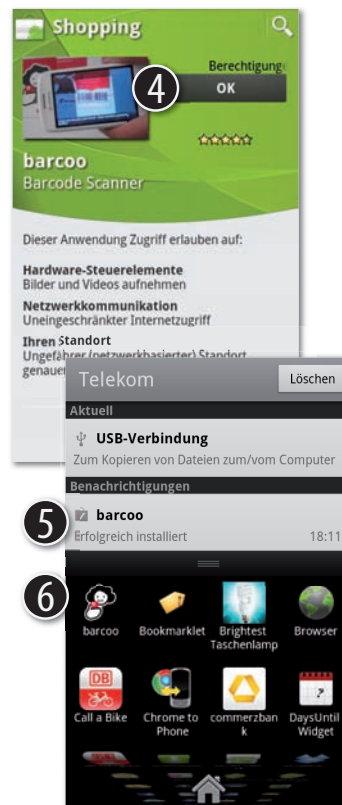 Shopping
Berechtigung
4
OK
barcoo
Barcode Scanner
Dieser Anwendung Zugriff erlauben auf:
Hardware-Steuerelemente
Bilder und Videos aufnehmen
Netzwerkkommunikation
Uneingeschränkter Internetzugriff
Ihren Standort
Ungefährer (netzwerkbasierter) Standort
genauer
Telekom
Löschen
Aktuell
USB-Verbindung
Zum Kopieren von Dateien zum/vom Computer
Benachrichtigungen
5
barcoo
Erfolgreich installiert 18:11
6
barcoo Bookmarklet Brightest Browser
Taschenlamp
DB
Call a Bike Chrome to commerzban DaysUntil
Phone k Widget